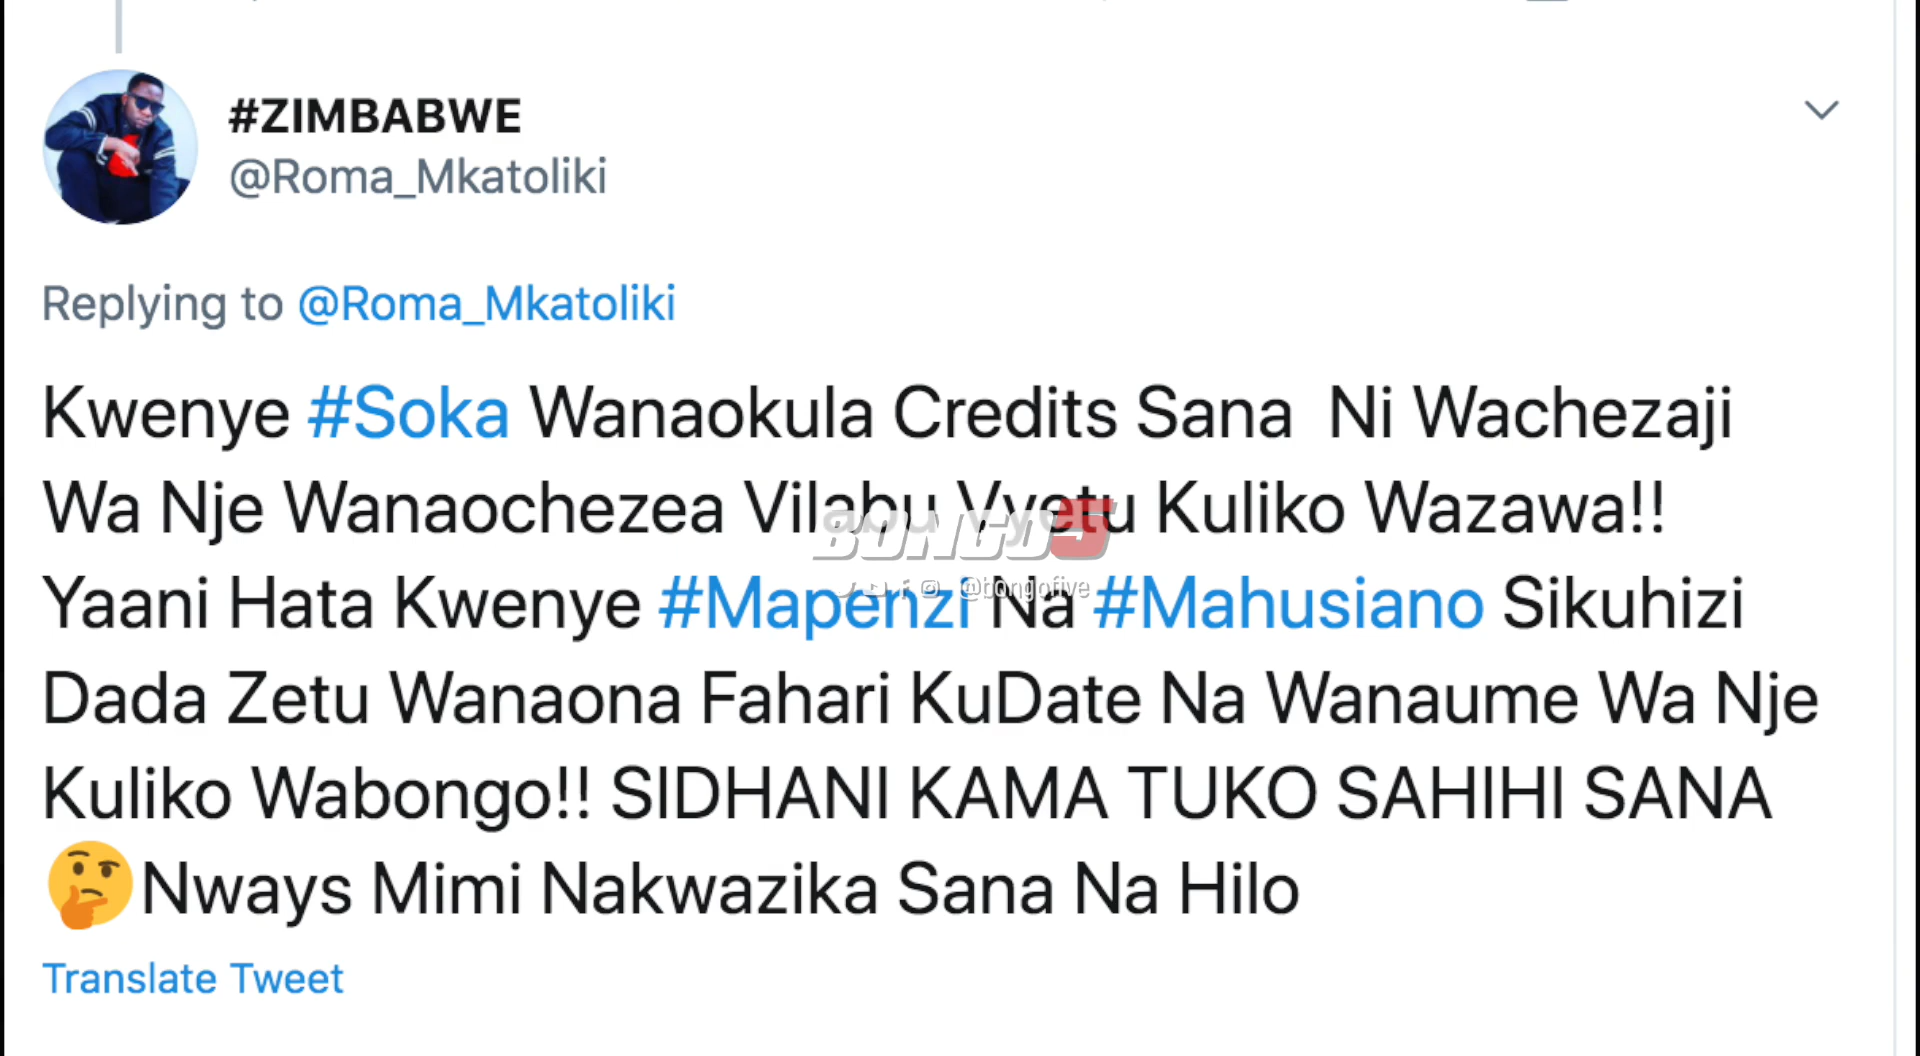 #ZIMBABWE
@Roma_Mkatoliki
Replying to @Roma_Mkatoliki
Kwenye #Soka Wanaokula Credits Sana Ni Wachezaji
Wa Nje Wanaochezea Vilabu Vyetu Kuliko Wazawa!!
BONGO5
@bongofive
Yaani Hata Kwenye #Mapenzi Na #Mahusiano Sikuhizi
Dada Zetu Wanaona Fahari KuDate Na Wanaume Wa Nje
Kuliko Wabongo!! SIDHANI KAMA TUKO SAHIHI SANA
🤔Nways Mimi Nakwazika Sana Na Hilo
Translate Tweet